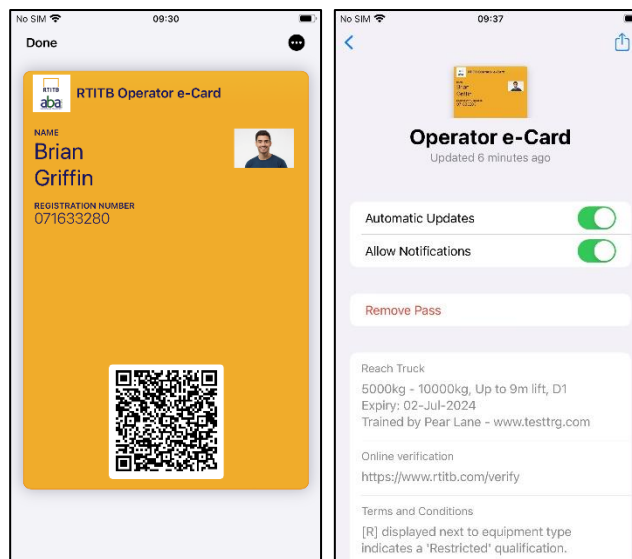 No SIM 09:30
Done
RTITB
aba
RTITB Operator e-Card
NAME
Brian
Griffin
REGISTRATION NUMBER
071633280
No SIM 09:37
Operator e-Card
Updated 6 minutes ago
Automatic Updates
Allow Notifications
Remove Pass
Reach Truck
5000kg - 10000kg, Up to 9m lift, D1
Expiry: 02-Jul-2024
Trained by Pear Lane - www.testtrg.com
Online verification
https://www.rtitb.com/verify
Terms and Conditions
[R] displayed next to equipment type
indicates a 'Restricted' qualification.